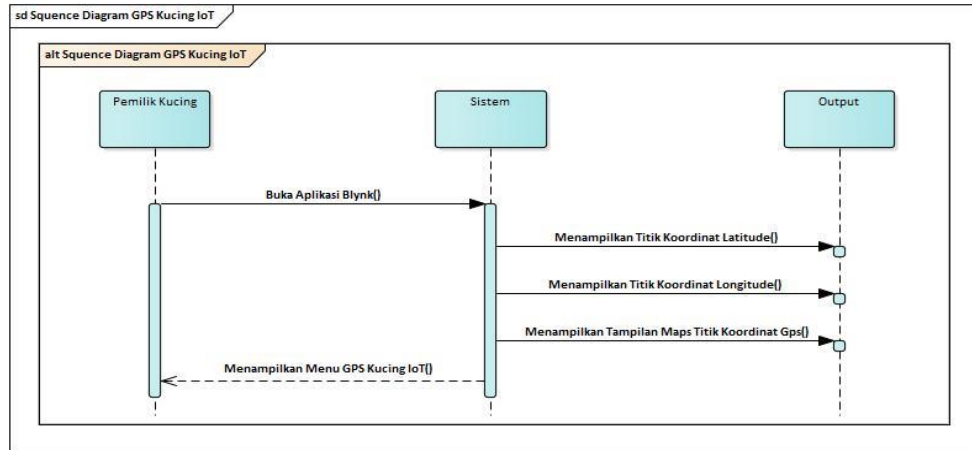 sd Squence Diagram GPS Kucing IoT
alt Squence Diagram GPS Kucing IoT
Pemilik Kucing
Sistem
Output
Buka Aplikasi Blynk()
Menampilkan Titik Koordinat Latitude()
Menampilkan Titik Koordinat Longitude()
Menampilkan Tampilan Maps Titik Koordinat Gps()
Menampilkan Menu GPS Kucing IoT()